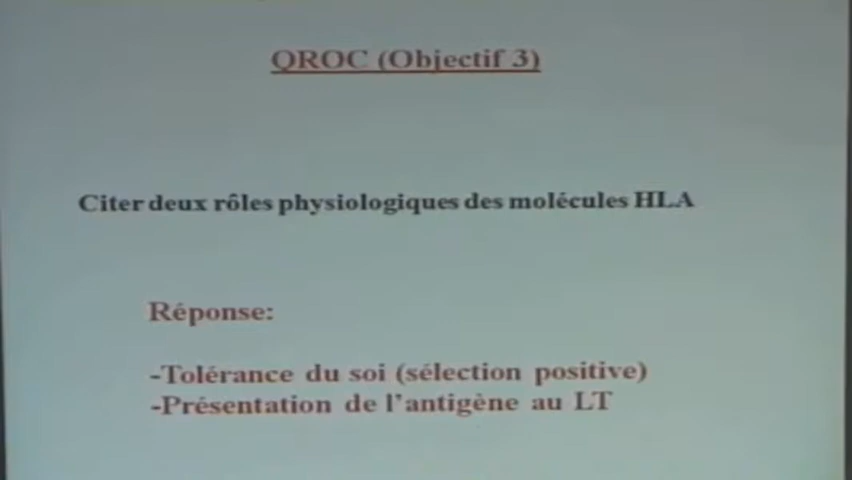 QROC (Objectif 3)
Citer deux rôles physiologiques des molécules HLA
Réponse:
-Tolérance du soi (sélection positive)
-Présentation de l'antigène au LT